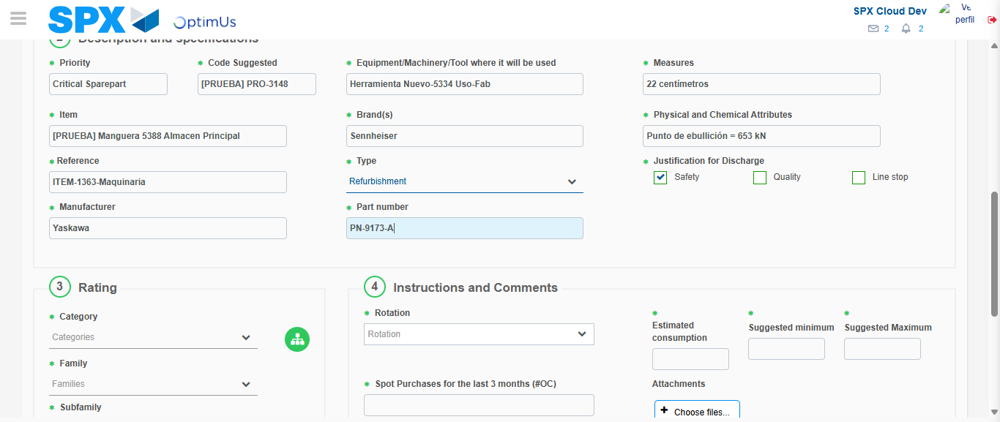 SPX OptimUs
SPX Cloud Dev
Ve
perfil
2 2
2 Description and specifications
* Priority
Critical Sparepart
* Code Suggested
[PRUEBA] PRO-3148
* Equipment/Machinery/Tool where it will be used
Herramienta Nuevo-5334 Uso-Fab
* Measures
22 centímetros
* Item
[PRUEBA] Manguera 5388 Almacen Principal
* Brand(s)
Sennheiser
* Physical and Chemical Attributes
Punto de ebullición = 653 kN
* Reference
ITEM-1363-Maquinaria
* Type
Refurbishment
* Justification for Discharge
Safety Quality Line stop
* Manufacturer
Yaskawa
* Part number
PN-9173-A
3 Rating
* Category
Categories
* Family
Families
* Subfamily
4 Instructions and Comments
* Rotation
Rotation
* Estimated
consumption
* Suggested minimum
* Suggested Maximum
* Spot Purchases for the last 3 months (#OC)
Attachments
+ Choose files...